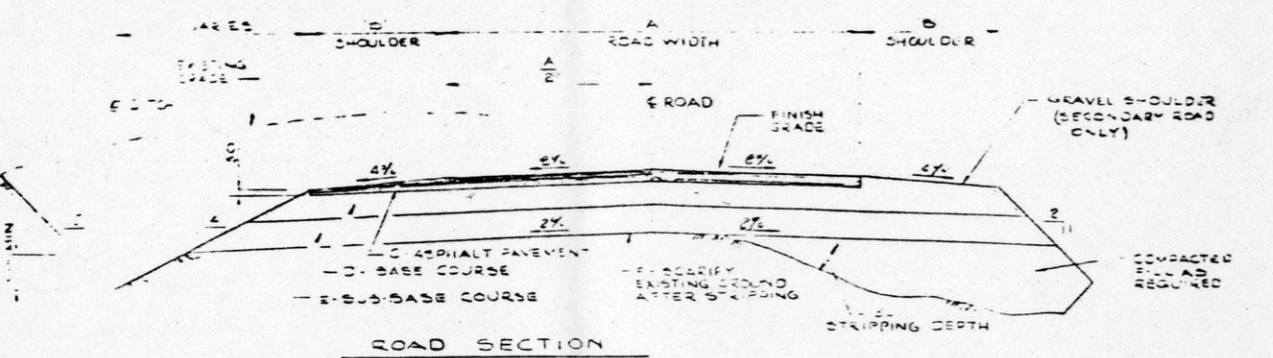 B
A
B
SHOULDER
ROAD WIDTH
SHOULDER
EXISTING
GRADE
A
2
℄ ROAD
FINISH
GRADE
GRAVEL SHOULDER
(SECONDARY ROAD
ONLY)
4%
4%
2%
2%
C-ASPHALT PAVEMENT
D- BASE COURSE
E-SUB-BASE COURSE
F- SCARIFY
EXISTING GROUND
AFTER STRIPPING
COMPACTED
FILL AS
REQUIRED
STRIPPING DEPTH
ROAD SECTION